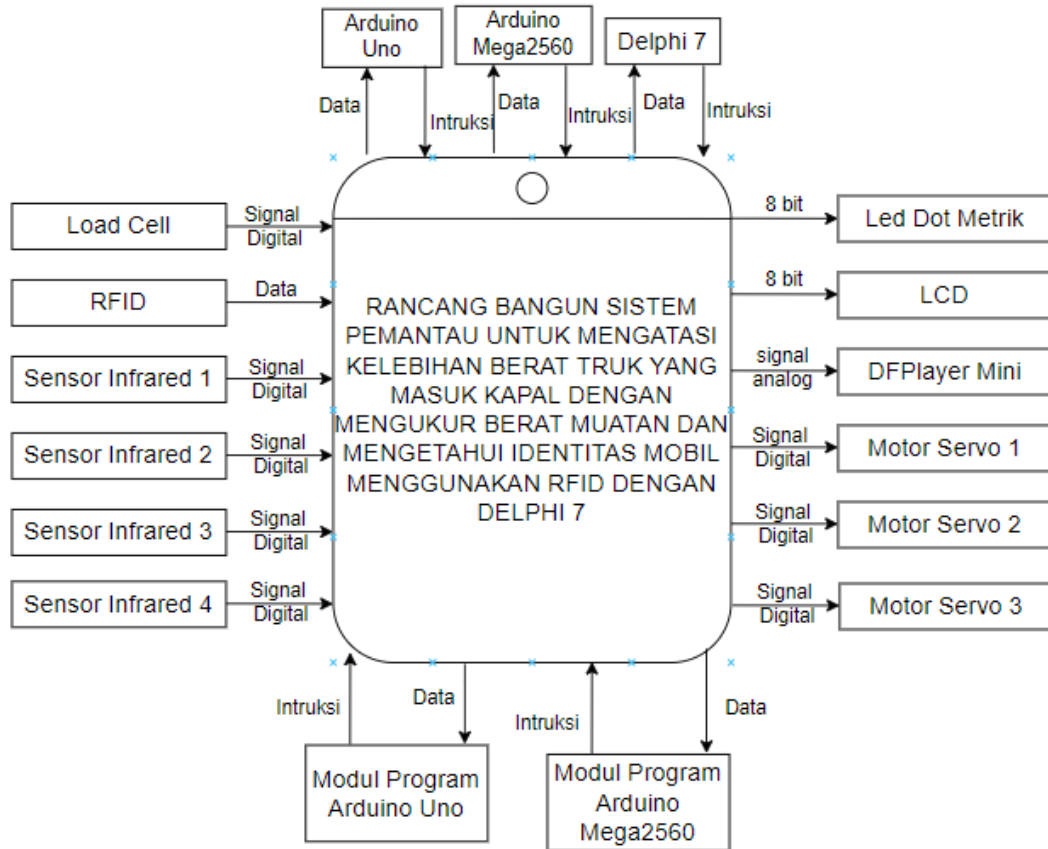 Arduino
Uno
Arduino
Mega2560
Delphi 7
Data
Intruksi
Data
Intruksi
Data
Intruksi
Load Cell
Signal
Digital
RFID
Data
Sensor Infrared 1
Signal
Digital
Sensor Infrared 2
Signal
Digital
Sensor Infrared 3
Signal
Digital
Sensor Infrared 4
Signal
Digital
RANCANG BANGUN SISTEM
PEMANTAU UNTUK MENGATASI
KELEBIHAN BERAT TRUK YANG
MASUK KAPAL DENGAN
MENGUKUR BERAT MUATAN DAN
MENGETAHUI IDENTITAS MOBIL
MENGGUNAKAN RFID DENGAN
DELPHI 7
8 bit
Led Dot Metrik
8 bit
LCD
signal
analog
DFPlayer Mini
Signal
Digital
Motor Servo 1
Signal
Digital
Motor Servo 2
Signal
Digital
Motor Servo 3
Intruksi
Data
Intruksi
Data
Modul Program
Arduino Uno
Modul Program
Arduino
Mega2560